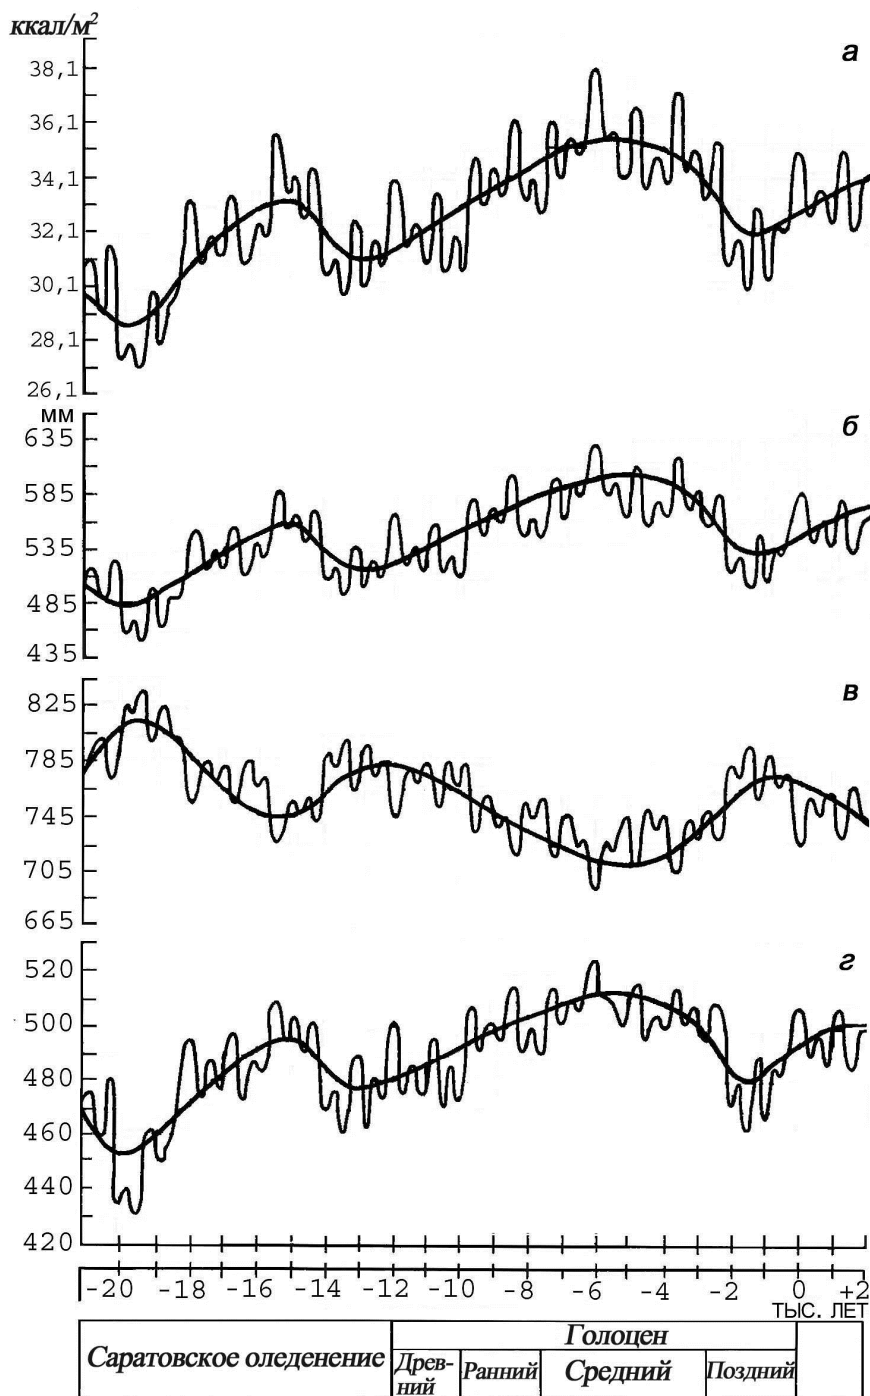 ккал/м²
а
38,1
36,1
34,1
32,1
30,1
28,1
26,1
мм
б
635
585
535
485
435
в
825
785
745
705
665
г
520
500
480
460
440
420
-20 -18 -16 -14 -12 -10 -8 -6 -4 -2 0 +2
ТЫС. ЛЕТ
Голоцен
Саратовское оледенение
Древ-
ний
Ранний
Средний
Поздний